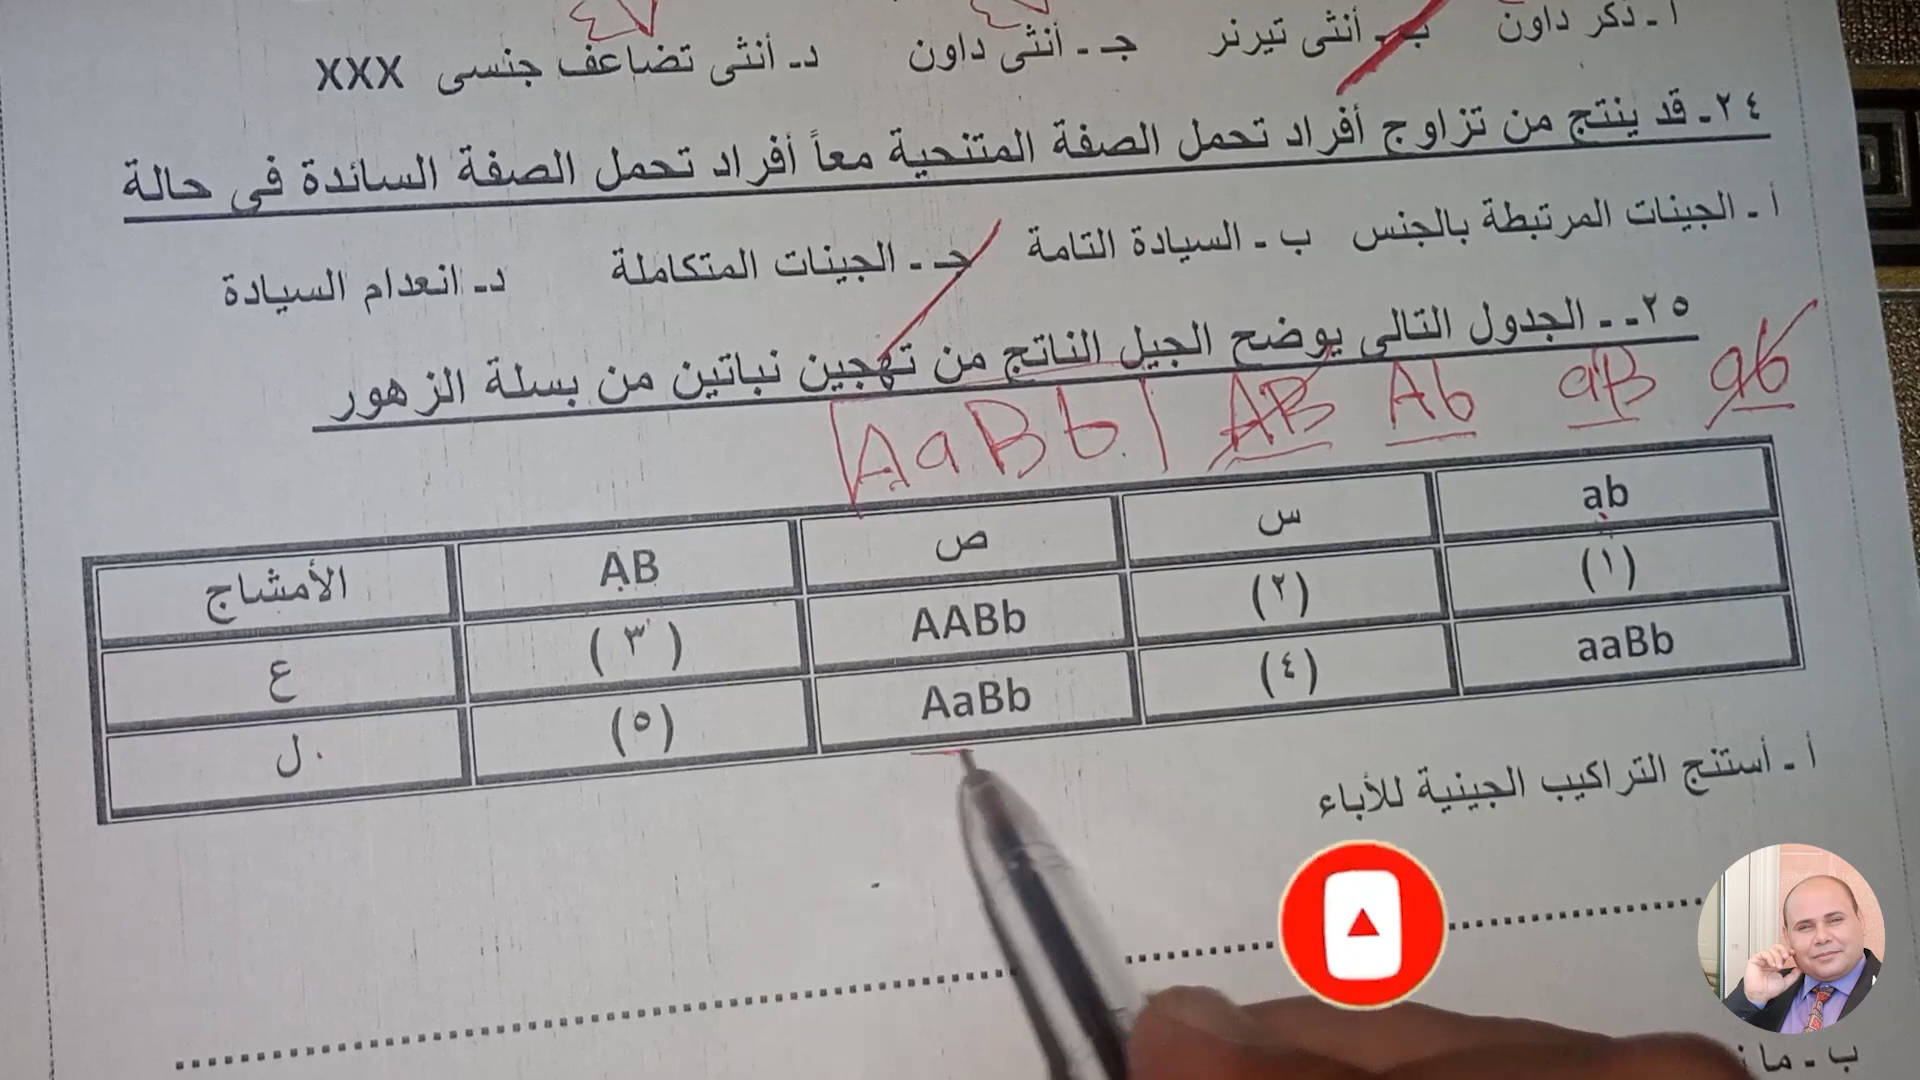 أ - ذكر داون ب - أنثى تيرنر جـ - أنثى داون د- أنثى تضاعف جنسى XXX
٢٤- قد ينتج من تزاوج أفراد تحمل الصفة المتنحية معاً أفراد تحمل الصفة السائدة فى حالة
أ - الجينات المرتبطة بالجنس ب - السيادة التامة جـ - الجينات المتكاملة د- انعدام السيادة
٢٥- - الجدول التالى يوضح الجيل الناتج من تهجين نباتين من بسلة الزهور
AaBb AB Ab aB ab
الأمشاج AB ص س ab
ع (٣) AABb (٢) (١)
ل (٥) AaBb (٤) aaBb
أ - أستنتج التراكيب الجينية للأباء
ب - ما